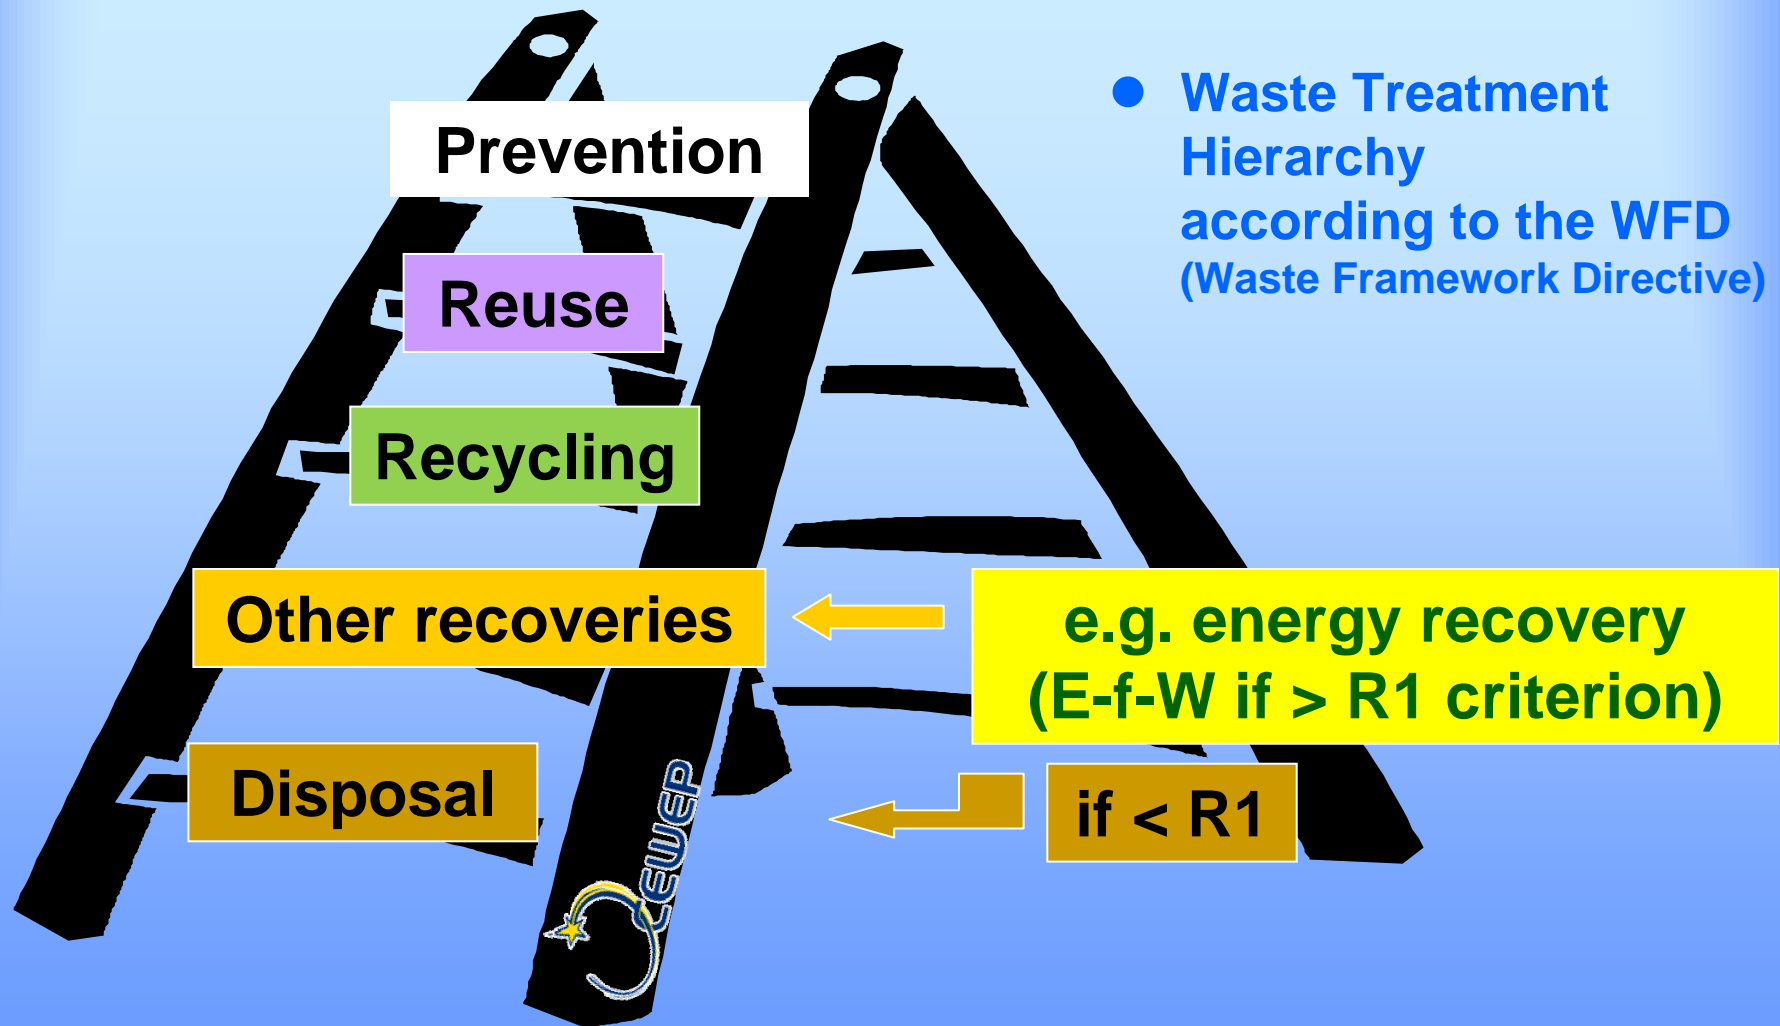 Waste Treatment
Hierarchy
according to the WFD
(Waste Framework Directive)
Prevention
Reuse
Recycling
Other recoveries
e.g. energy recovery
(E-f-W if > R1 criterion)
Disposal
if < R1
CEWEP